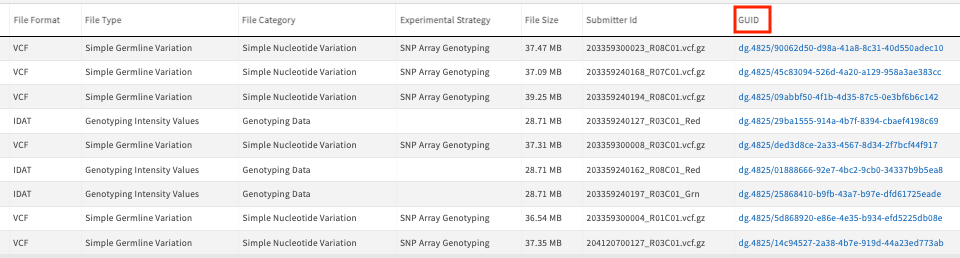 File Format File Type File Category Experimental Strategy File Size Submitter Id GUID
VCF Simple Germline Variation Simple Nucleotide Variation SNP Array Genotyping 37.47 MB 203359300023_R08C01.vcf.gz dg.4825/90062d50-d98a-41a8-8c31-40d550adec10
VCF Simple Germline Variation Simple Nucleotide Variation SNP Array Genotyping 37.09 MB 203359240168_R07C01.vcf.gz dg.4825/45c83094-526d-4a20-a129-958a3ae383cc
VCF Simple Germline Variation Simple Nucleotide Variation SNP Array Genotyping 39.25 MB 203359240194_R08C01.vcf.gz dg.4825/09abbf50-4f1b-4d35-87c5-0e3bf6b6c142
IDAT Genotyping Intensity Values Genotyping Data 28.71 MB 203359240127_R03C01_Red dg.4825/29ba1555-914a-4b7f-8394-cbaef4198c69
VCF Simple Germline Variation Simple Nucleotide Variation SNP Array Genotyping 37.31 MB 203359300008_R03C01.vcf.gz dg.4825/ded3d8ce-2a33-4567-8d34-2f7bcf44f917
IDAT Genotyping Intensity Values Genotyping Data 28.71 MB 203359240162_R08C01_Red dg.4825/01888666-92e7-4bc2-9cb0-34337b9b5ea8
IDAT Genotyping Intensity Values Genotyping Data 28.71 MB 203359240197_R03C01_Grn dg.4825/25868410-b9fb-43a7-b97e-dfd61725eade
VCF Simple Germline Variation Simple Nucleotide Variation SNP Array Genotyping 36.54 MB 203359300004_R01C01.vcf.gz dg.4825/5d868920-e86e-4e35-b934-efd5225db08e
VCF Simple Germline Variation Simple Nucleotide Variation SNP Array Genotyping 37.35 MB 204120700127_R03C01.vcf.gz dg.4825/14c94527-2a38-4b7e-919d-44a23ed773ab